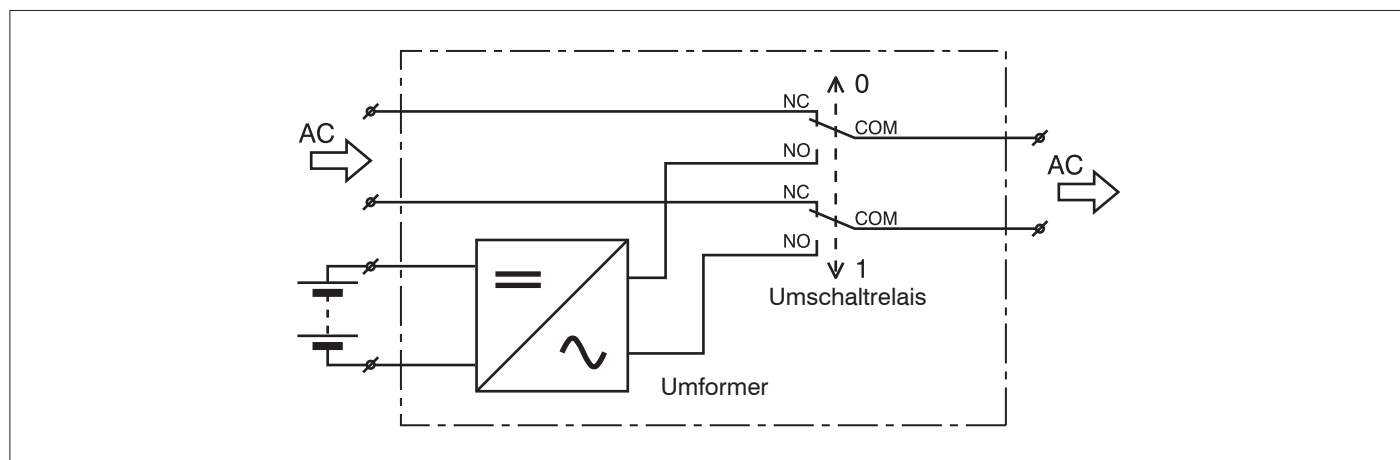 0
NC
COM
AC
NO
AC
NC
COM
NO
1
Umschaltrelais
Umformer